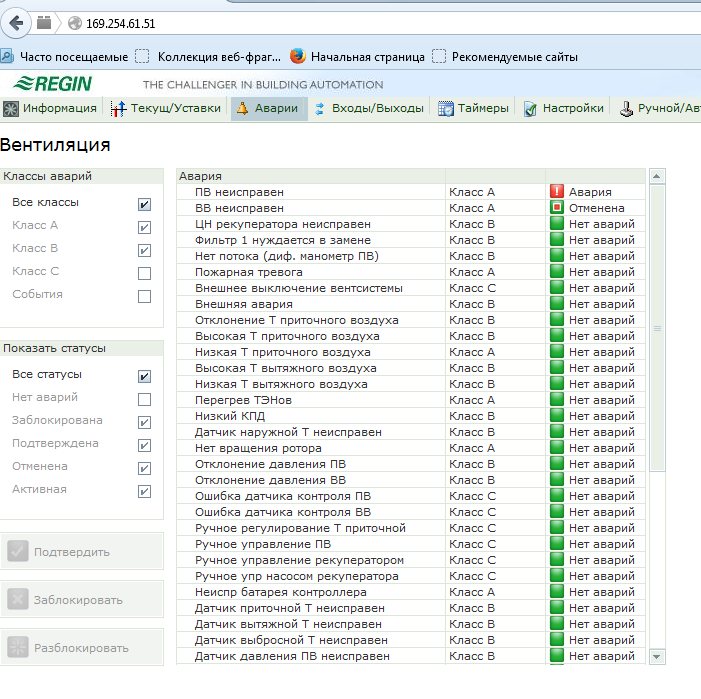 169.254.61.51
Часто посещаемые Коллекция веб-фраг... Начальная страница Рекомендуемые сайты
REGIN THE CHALLENGER IN BUILDING AUTOMATION
Информация Текущ/Уставки Аварии Входы/Выходы Таймеры Настройки Ручной/Ав
Вентиляция
Классы аварий
Все классы
Класс A
Класс B
Класс C
События
Показать статусы
Все статусы
Нет аварий
Заблокирована
Подтверждена
Отменена
Активная
Подтвердить
Заблокировать
Разблокировать
Авария
ПВ неисправен Класс A Авария
ВВ неисправен Класс A Отменена
ЦН рекуператора неисправен Класс B Нет аварий
Фильтр 1 нуждается в замене Класс B Нет аварий
Нет потока (диф. манометр ПВ) Класс B Нет аварий
Пожарная тревога Класс A Нет аварий
Внешнее выключение вентсистемы Класс C Нет аварий
Внешняя авария Класс B Нет аварий
Отклонение Т приточного воздуха Класс B Нет аварий
Высокая Т приточного воздуха Класс B Нет аварий
Низкая Т приточного воздуха Класс A Нет аварий
Высокая Т вытяжного воздуха Класс B Нет аварий
Низкая Т вытяжного воздуха Класс B Нет аварий
Перегрев ТЭНов Класс A Нет аварий
Низкий КПД Класс B Нет аварий
Датчик наружной Т неисправен Класс B Нет аварий
Нет вращения ротора Класс A Нет аварий
Отклонение давления ПВ Класс B Нет аварий
Отклонение давления ВВ Класс B Нет аварий
Ошибка датчика контроля ПВ Класс C Нет аварий
Ошибка датчика контроля ВВ Класс C Нет аварий
Ручное регулирование Т приточной Класс C Нет аварий
Ручное управление ПВ Класс C Нет аварий
Ручное управление рекуператором Класс C Нет аварий
Ручное упр насосом рекуператора Класс C Нет аварий
Неиспр батарея контроллера Класс A Нет аварий
Датчик приточной Т неисправен Класс B Нет аварий
Датчик вытяжной Т неисправен Класс B Нет аварий
Датчик выбросной Т неисправен Класс B Нет аварий
Датчик давления ПВ неисправен Класс B Нет аварий